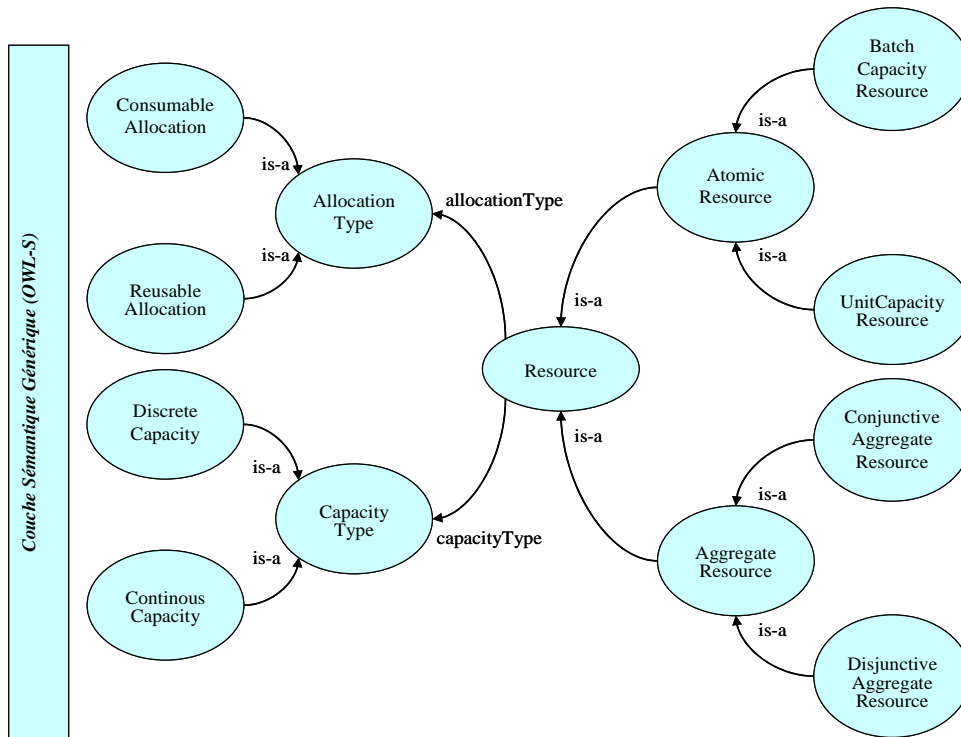 Couche Sémantique Générique (OWL-S)
Consumable
Allocation
is-a
Allocation
Type
is-a
Reusable
Allocation
allocationType
Discrete
Capacity
is-a
Capacity
Type
is-a
Continous
Capacity
capacityType
Resource
is-a
is-a
Atomic
Resource
is-a
is-a
Batch
Capacity
Resource
UnitCapacity
Resource
Aggregate
Resource
is-a
is-a
Conjunctive
Aggregate
Resource
Disjunctive
Aggregate
Resource